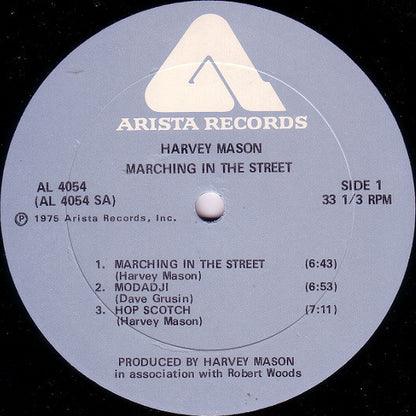 ARISTA RECORDS
HARVEY MASON
MARCHING IN THE STREET
AL 4054
(AL 4054 SA)
Ⓟ 1975 Arista Records, Inc.
SIDE 1
33 1/3 RPM
1. MARCHING IN THE STREET (6:43)
(Harvey Mason)
2. MODADJI (6:53)
(Dave Grusin)
3. HOP SCOTCH (7:11)
(Harvey Mason)
PRODUCED BY HARVEY MASON
in association with Robert Woods